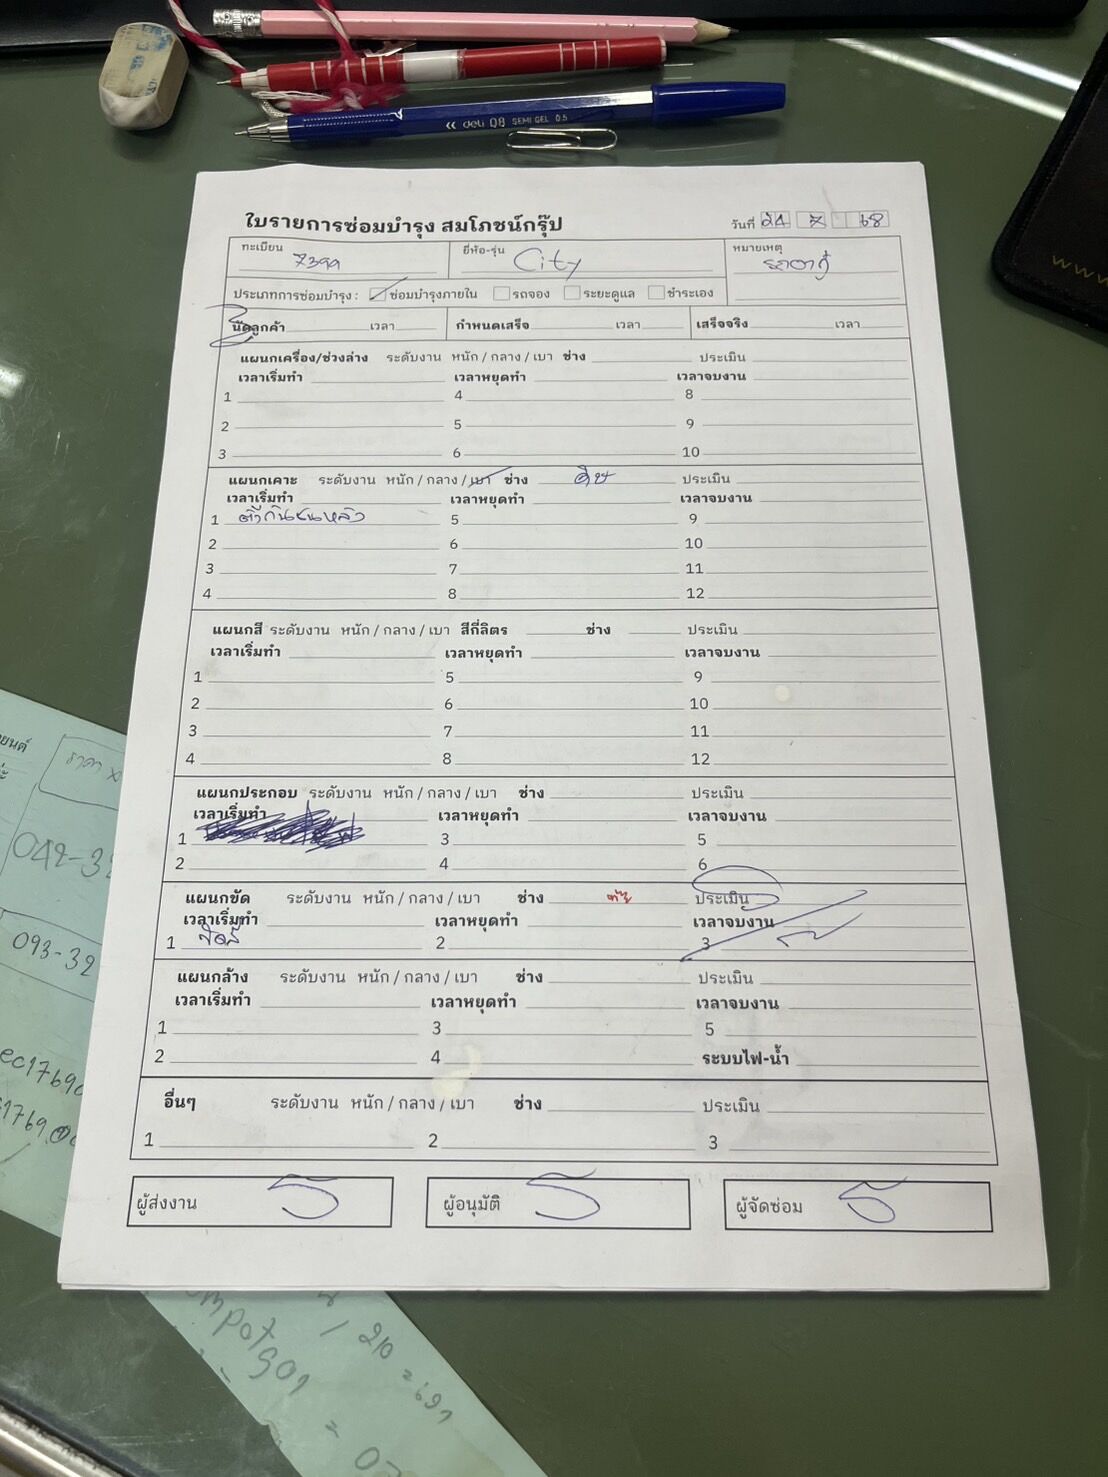 deli Q8 SEMI GEL 0.5
ใบรายการซ่อมบำรุง สมโภชน์กรุ๊ป
วันที่ 24 7 68
ทะเบียน ยี่ห้อ-รุ่น City หมายเหตุ
ประเภทการซ่อมบำรุง : ซ่อมบำรุงภายใน รถจอง ระยะดูแล ชำระเอง
นัดลูกค้า เวลา กำหนดเสร็จ เวลา เสร็จจริง เวลา
แผนกเครื่อง/ช่วงล่าง ระดับงาน หนัก / กลาง / เบา ช่าง ประเมิน
เวลาเริ่มทำ เวลาหยุดทำ เวลาจบงาน
1 4 8
2 5 9
3 6 10
แผนกเคาะ ระดับงาน หนัก / กลาง / เบา ช่าง ประเมิน
เวลาเริ่มทำ เวลาหยุดทำ เวลาจบงาน
1 5 9
2 6 10
3 7 11
4 8 12
แผนกสี ระดับงาน หนัก / กลาง / เบา สีกี่ลิตร ช่าง ประเมิน
เวลาเริ่มทำ เวลาหยุดทำ เวลาจบงาน
1 5 9
2 6 10
3 7 11
4 8 12
แผนกประกอบ ระดับงาน หนัก / กลาง / เบา ช่าง ประเมิน
เวลาเริ่มทำ เวลาหยุดทำ เวลาจบงาน
1 3 5
2 4 6
แผนกขัด ระดับงาน หนัก / กลาง / เบา ช่าง ประเมิน
เวลาเริ่มทำ เวลาหยุดทำ เวลาจบงาน
1 2 3
แผนกล้าง ระดับงาน หนัก / กลาง / เบา ช่าง ประเมิน
เวลาเริ่มทำ เวลาหยุดทำ เวลาจบงาน
1 3 5
2 4 ระบบไฟ-น้ำ
อื่นๆ ระดับงาน หนัก / กลาง / เบา ช่าง ประเมิน
1 2 3
ผู้ส่งงาน ผู้อนุมัติ ผู้จัดซ่อม
ราคา
042-32
093-32